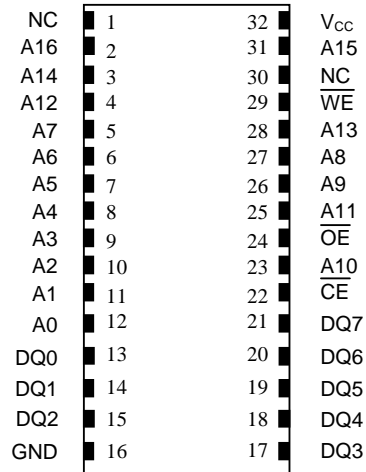 NC 1 32 VCC
A16 2 31 A15
A14 3 30 NC
A12 4 29 WE
A7 5 28 A13
A6 6 27 A8
A5 7 26 A9
A4 8 25 A11
A3 9 24 OE
A2 10 23 A10
A1 11 22 CE
A0 12 21 DQ7
DQ0 13 20 DQ6
DQ1 14 19 DQ5
DQ2 15 18 DQ4
GND 16 17 DQ3